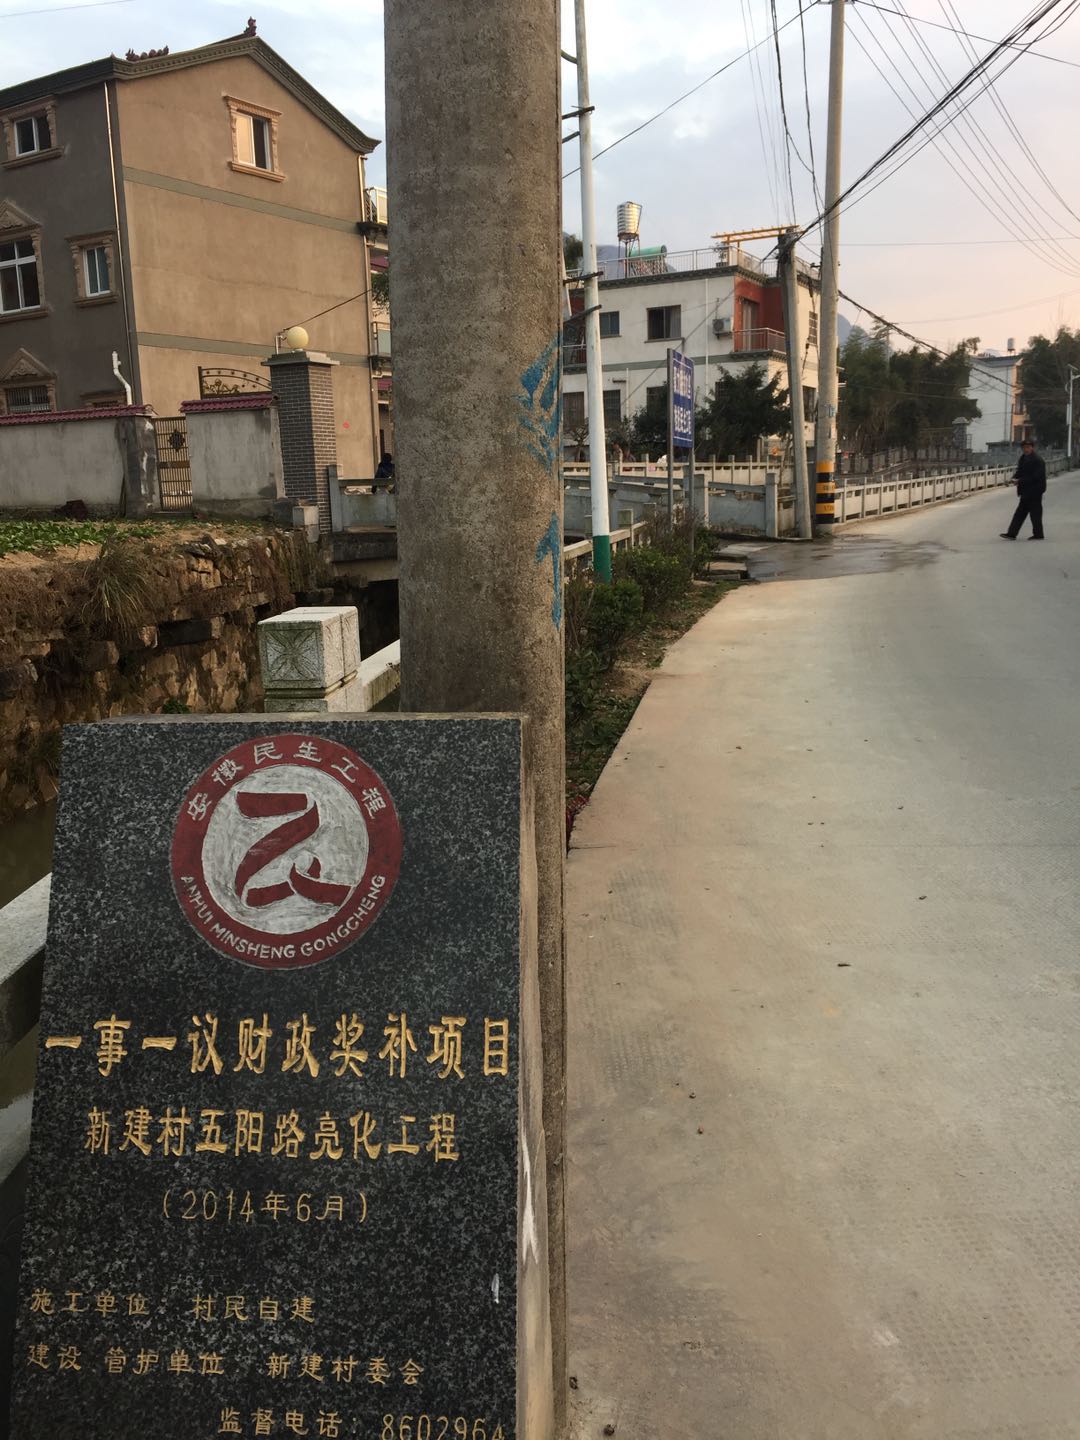 安徽民生工程
ANHUI MINSHENG GONGCHENG
一事一议财政奖补项目
新建村五阳路亮化工程
（2014年6月）
施工单位：村民自建
建设 管护单位： 新建村委会
监督电话：8602964